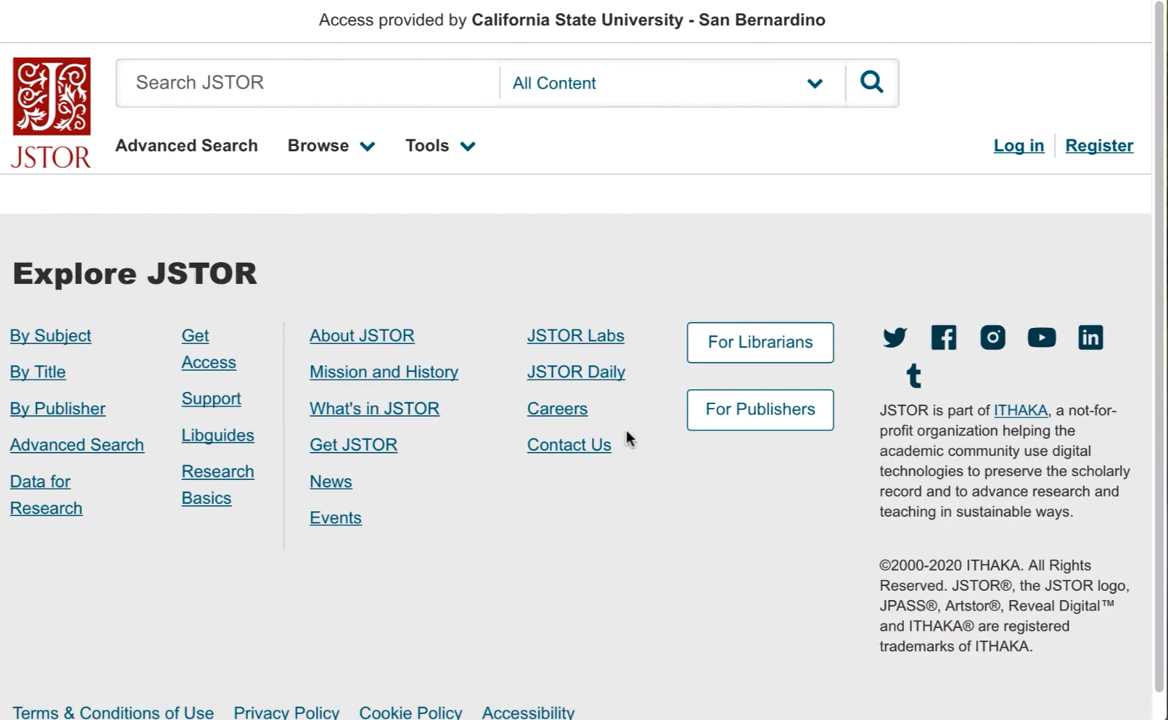 Access provided by California State University - San Bernardino
Search JSTOR
All Content
JSTOR
Advanced Search
Browse
Tools
Log in
Register
Explore JSTOR
By Subject
By Title
By Publisher
Advanced Search
Data for
Research
Get
Access
Support
Libguides
Research
Basics
About JSTOR
Mission and History
What's in JSTOR
Get JSTOR
News
Events
JSTOR Labs
JSTOR Daily
Careers
Contact Us
For Librarians
For Publishers
JSTOR is part of ITHAKA, a not-for-
profit organization helping the
academic community use digital
technologies to preserve the scholarly
record and to advance research and
teaching in sustainable ways.
©2000-2020 ITHAKA. All Rights
Reserved. JSTOR®, the JSTOR logo,
JPASS®, Artstor®, Reveal Digital™
and ITHAKA® are registered
trademarks of ITHAKA.
Terms & Conditions of Use
Privacy Policy
Cookie Policy
Accessibility